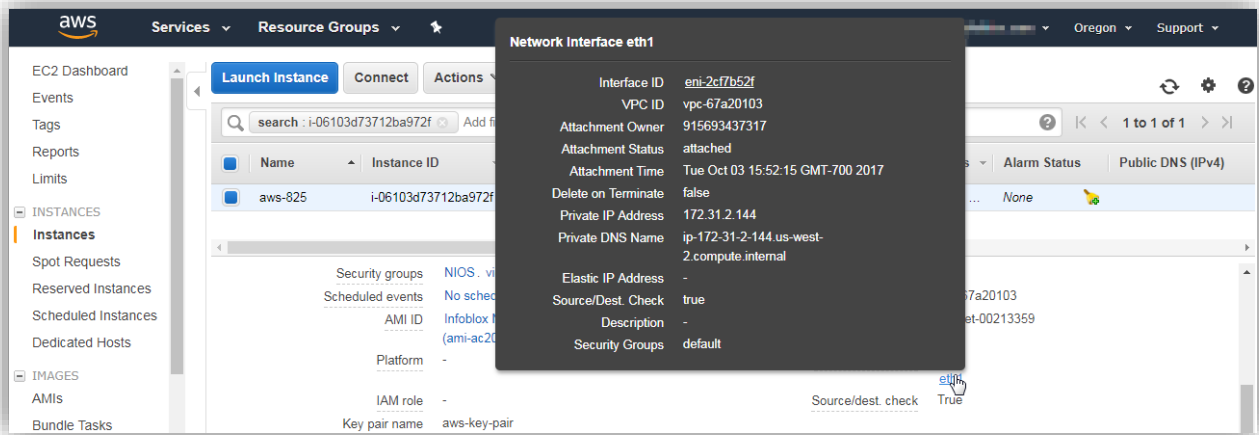 aws
Services
Resource Groups
Oregon
Support
EC2 Dashboard
Events
Tags
Reports
Limits
INSTANCES
Instances
Spot Requests
Reserved Instances
Scheduled Instances
Dedicated Hosts
IMAGES
AMIs
Bundle Tasks
Launch Instance
Connect
Actions
search : i-06103d73712ba972f
Add fi
1 to 1 of 1
Name
Instance ID
s
Alarm Status
Public DNS (IPv4)
aws-825
i-06103d73712ba972f
...
None
Network Interface eth1
Interface ID eni-2cf7b52f
VPC ID vpc-67a20103
Attachment Owner 915693437317
Attachment Status attached
Attachment Time Tue Oct 03 15:52:15 GMT-700 2017
Delete on Terminate false
Private IP Address 172.31.2.144
Private DNS Name ip-172-31-2-144.us-west-
2.compute.internal
Elastic IP Address -
Source/Dest. Check true
Description -
Security Groups default
Security groups NIOS . vi
Scheduled events No sched
67a20103
AMI ID Infoblox N
et-00213359
(ami-ac20
Platform -
eth1
IAM role -
Source/dest. check True
Key pair name aws-key-pair